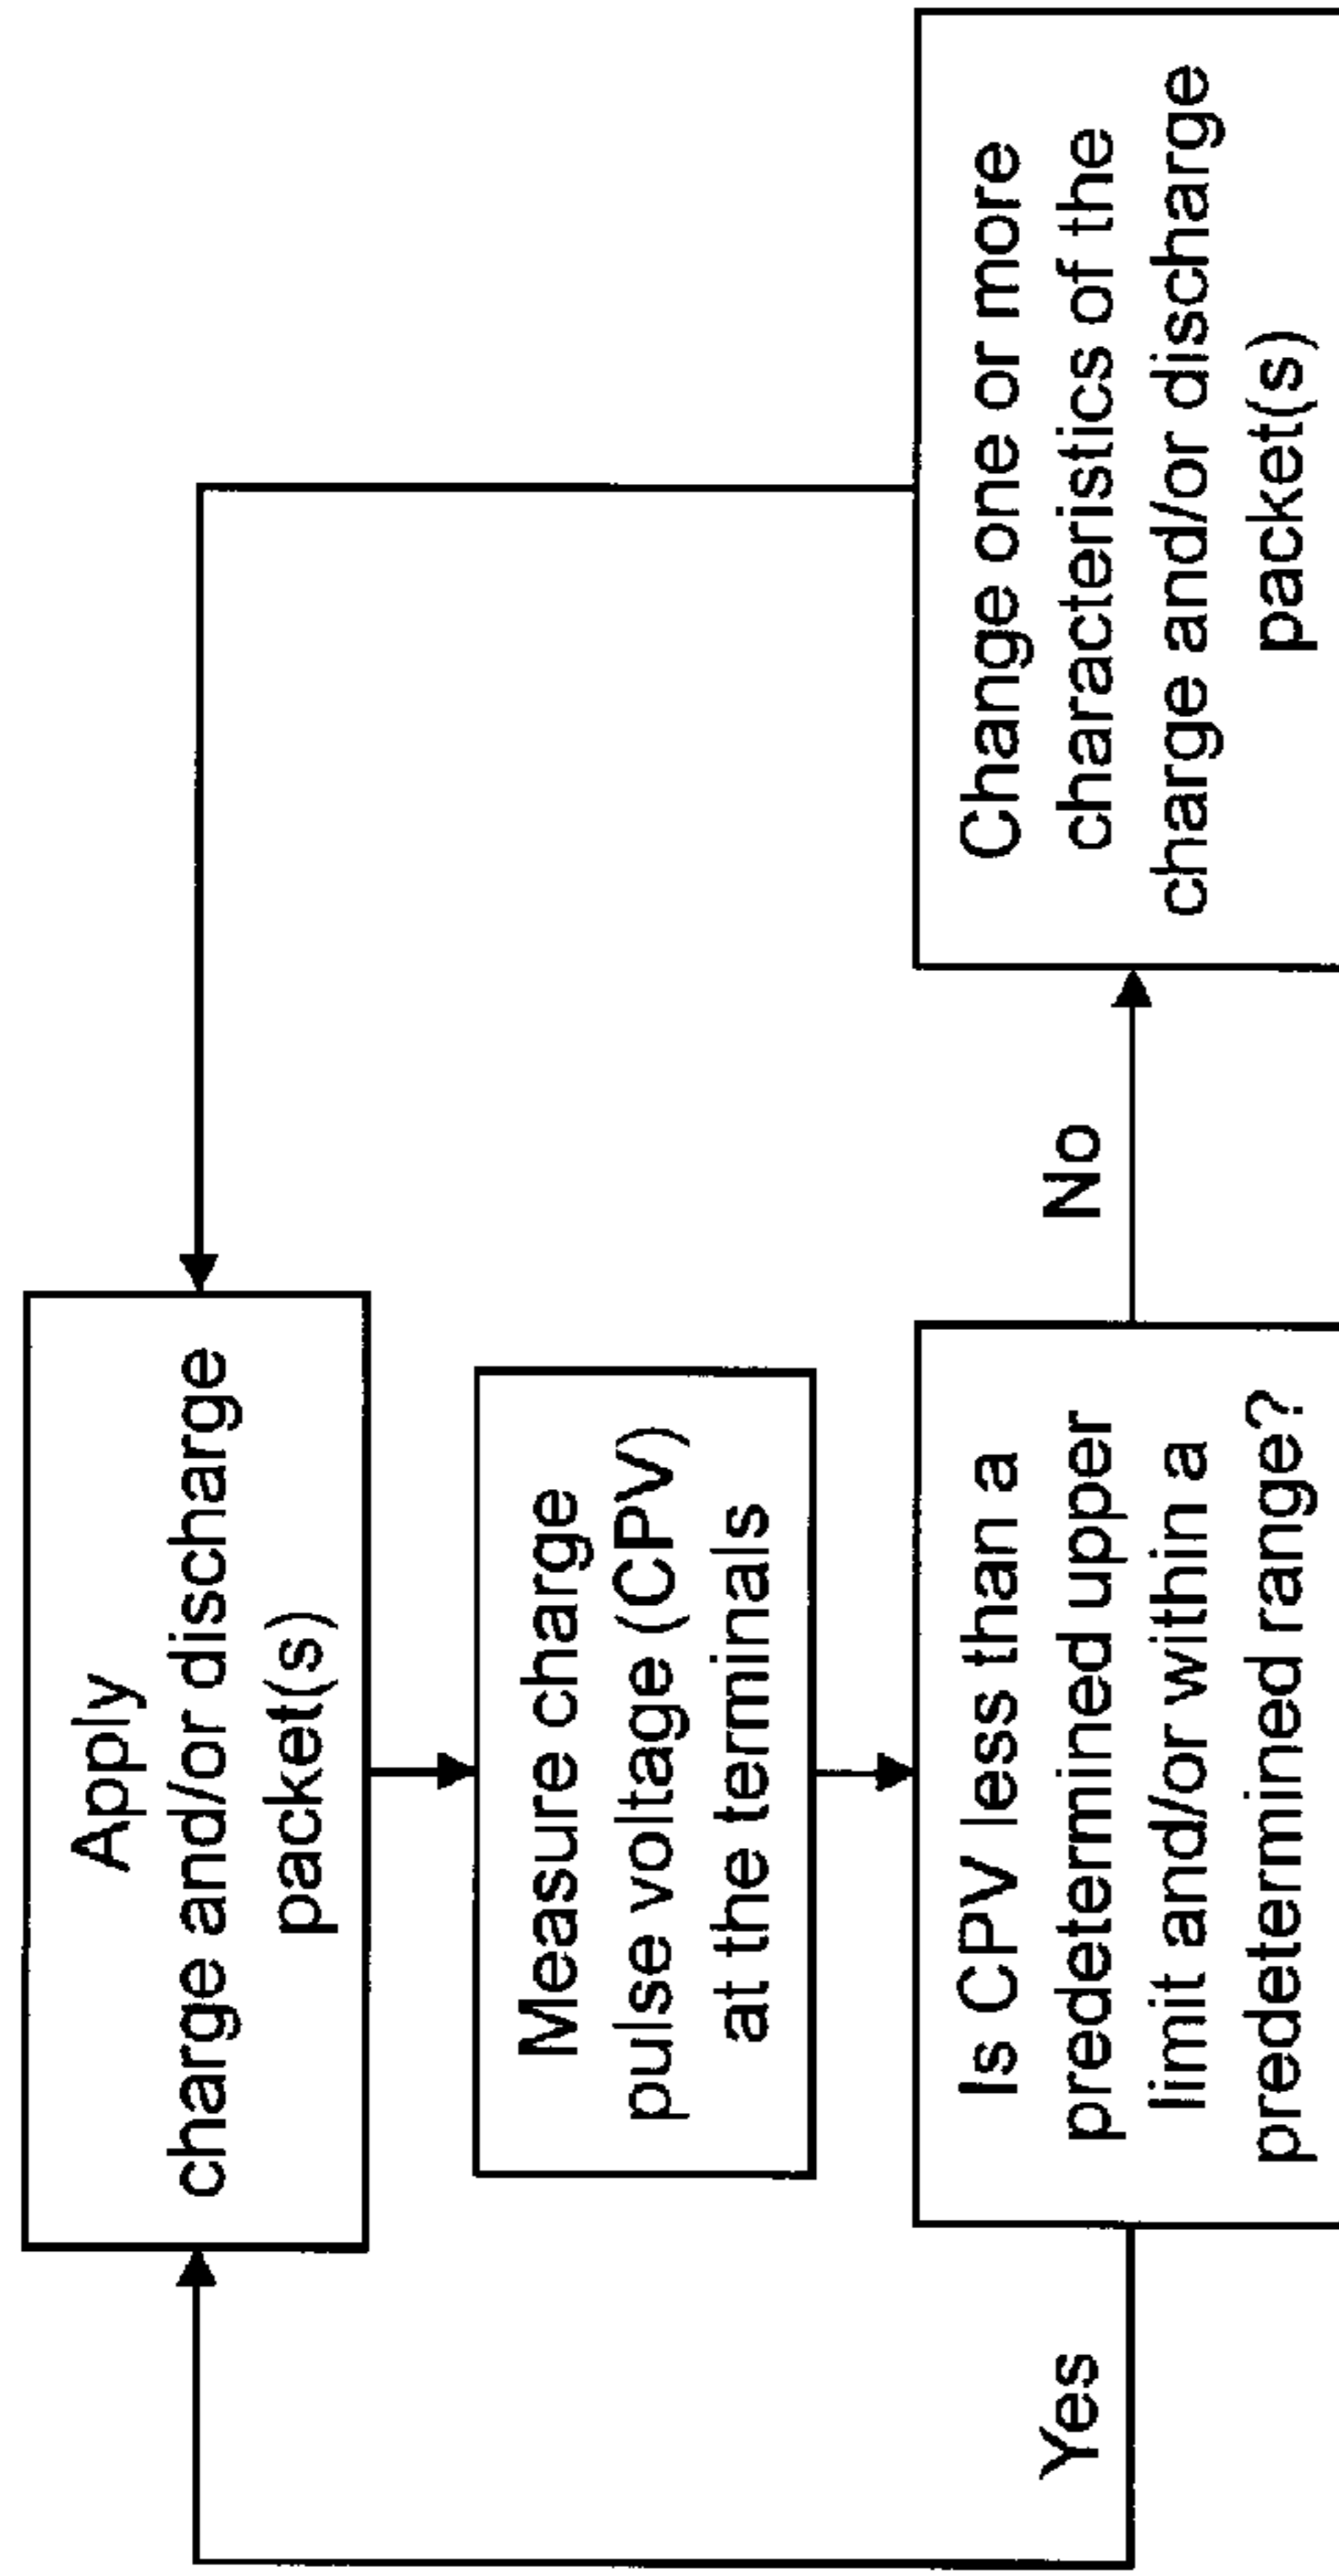 Apply
charge and/or discharge
packet(s)
Measure charge
pulse voltage (CPV)
at the terminals
Is CPV less than a
predetermined upper
limit and/or within a
predetermined range?
Yes
No
Change one or more
characteristics of the
charge and/or discharge
packet(s)